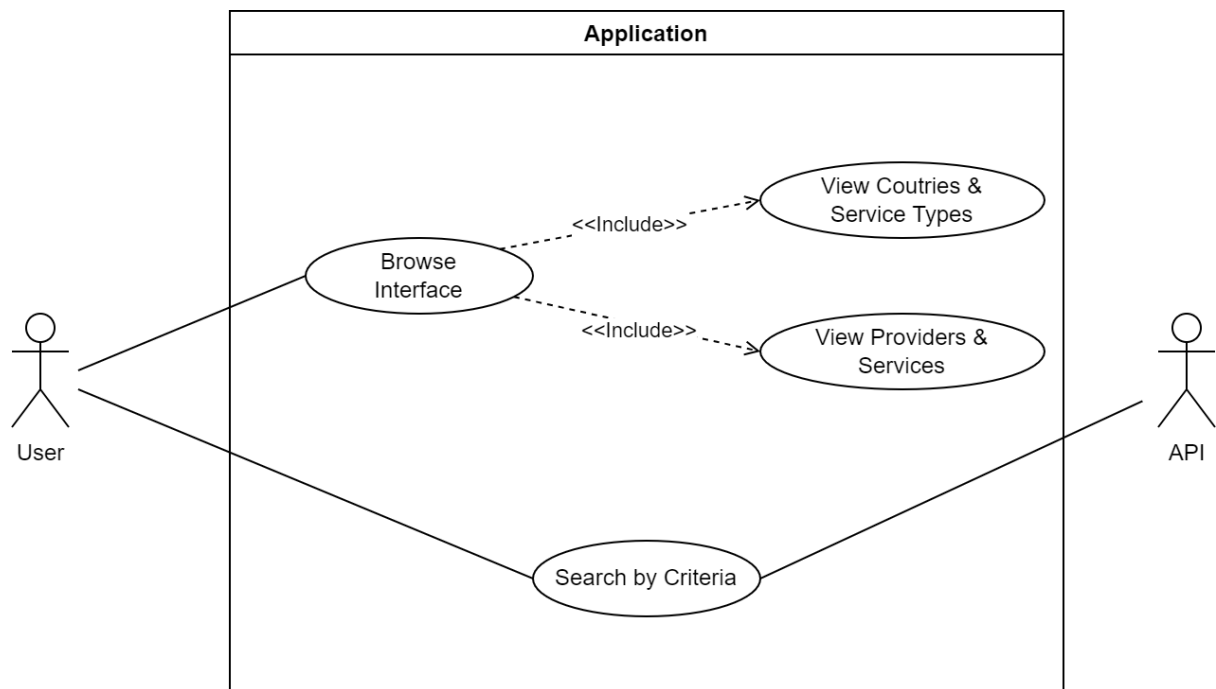 Application
View Coutries &
Service Types
<<Include>>
Browse
Interface
<<Include>>
View Providers &
Services
User
API
Search by Criteria